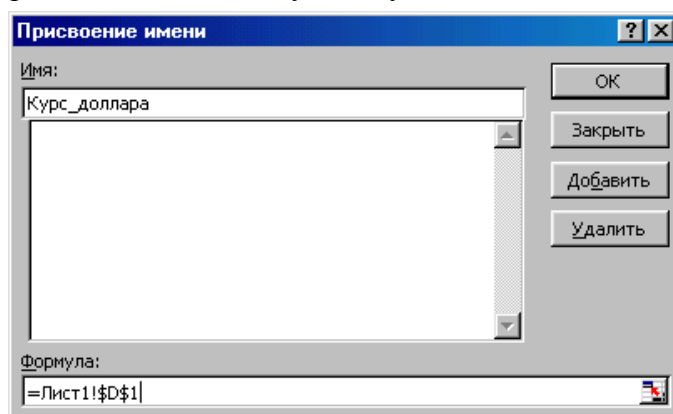 Присвоение имени
Имя:
Курс_доллара
ОК
Закрыть
Добавить
Удалить
Формула:
=Лист1!$D$1